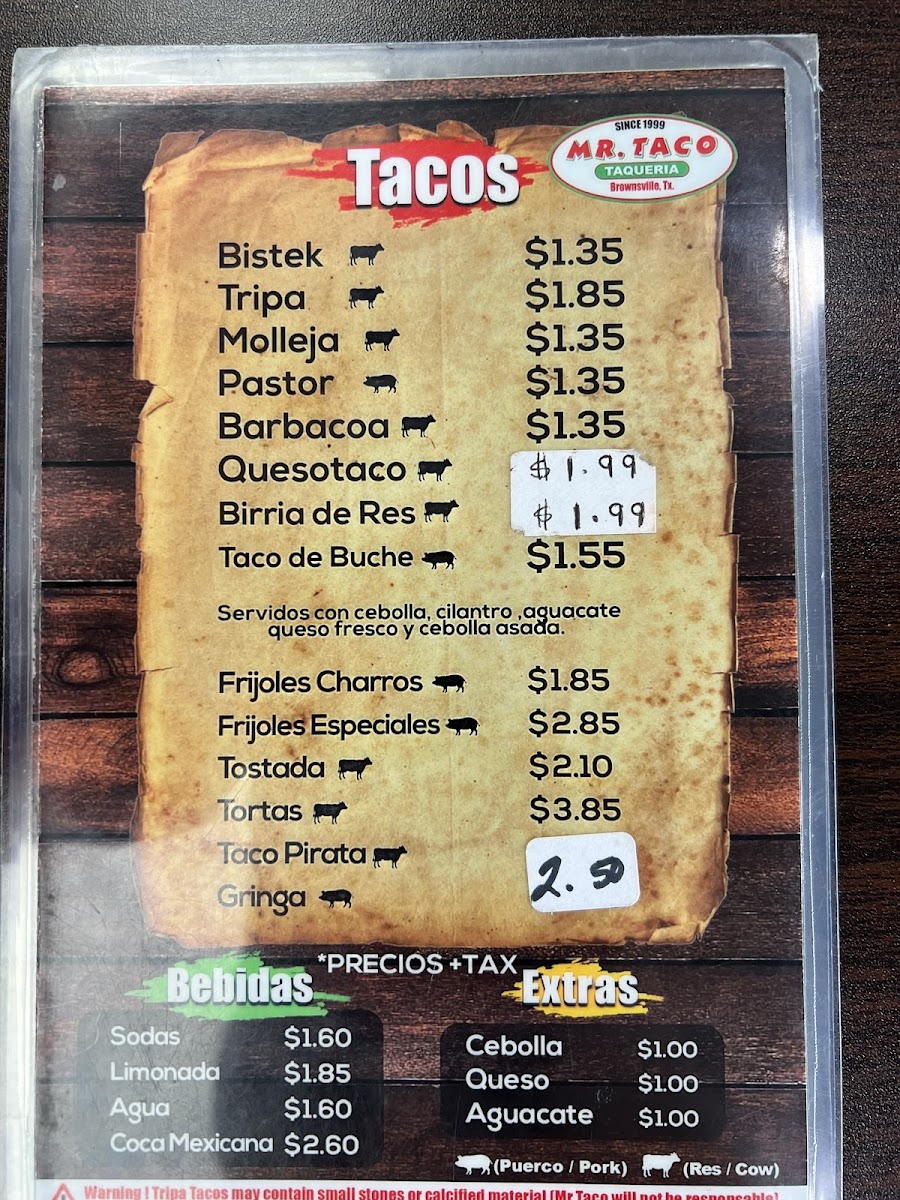 SINCE 1999
MR. TACO
TAQUERIA
Brownsville, Tx.
Tacos
Bistek $1.35
Tripa $1.85
Molleja $1.35
Pastor $1.35
Barbacoa $1.35
Quesotaco $1.99
Birria de Res $1.99
Taco de Buche $1.55
Servidos con cebolla, cilantro ,aguacate
queso fresco y cebolla asada.
Frijoles Charros $1.85
Frijoles Especiales $2.85
Tostada $2.10
Tortas $3.85
Taco Pirata
2.50
Gringa
*PRECIOS +TAX
Bebidas
Sodas $1.60
Limonada $1.85
Agua $1.60
Coca Mexicana $2.60
Extras
Cebolla $1.00
Queso $1.00
Aguacate $1.00
(Puerco / Pork) (Res / Cow)
Warning ! Tripa Tacos may contain small stones or calcified material (Mr Taco will not be responsable)